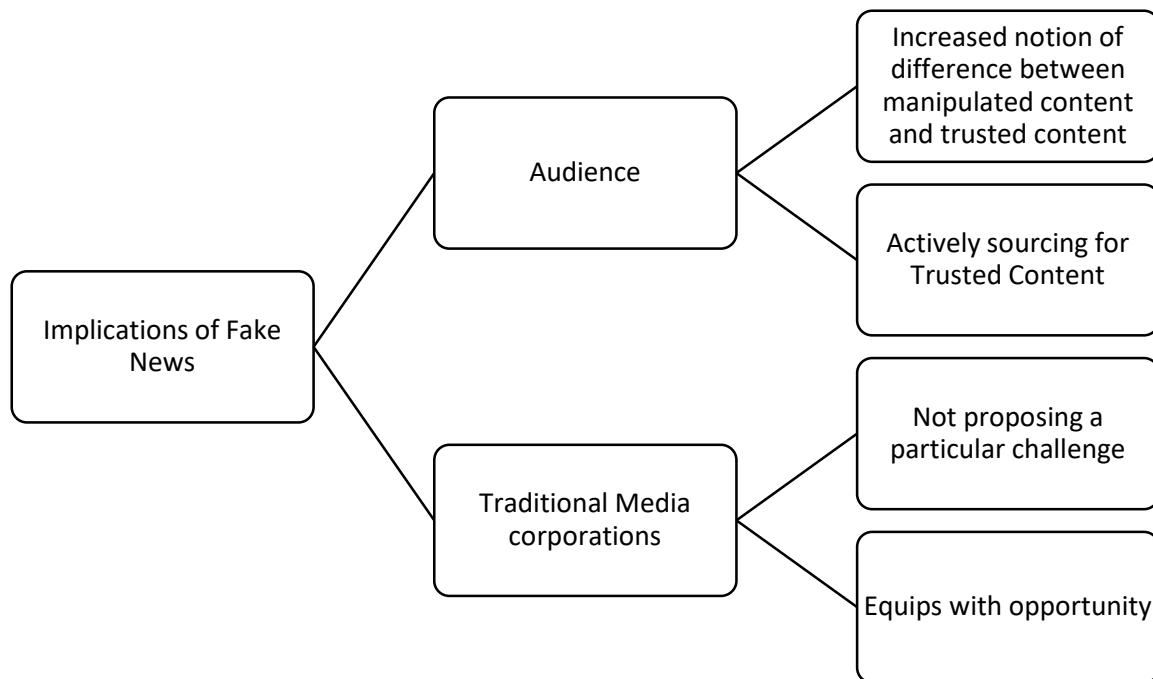 Implications of Fake
News
Audience
Increased notion of
difference between
manipulated content
and trusted content
Actively sourcing for
Trusted Content
Traditional Media
corporations
Not proposing a
particular challenge
Equips with opportunity